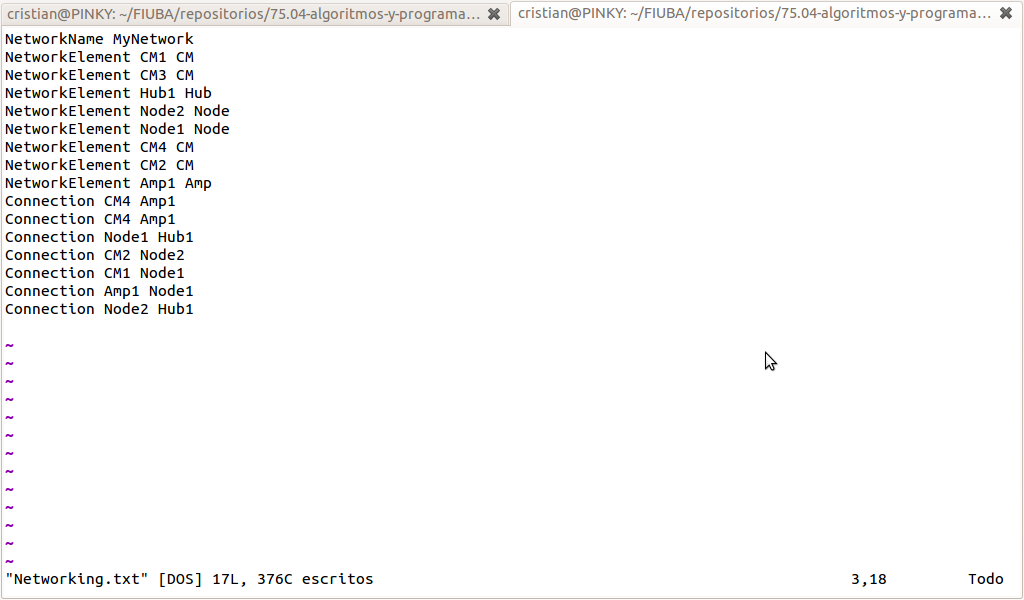 cristian@PINKY: ~/FIUBA/repositorios/75.04-algoritmos-y-programa... cristian@PINKY: ~/FIUBA/repositorios/75.04-algoritmos-y-programa...
NetworkName MyNetwork
NetworkElement CM1 CM
NetworkElement CM3 CM
NetworkElement Hub1 Hub
NetworkElement Node2 Node
NetworkElement Node1 Node
NetworkElement CM4 CM
NetworkElement CM2 CM
NetworkElement Amp1 Amp
Connection CM4 Amp1
Connection CM4 Amp1
Connection Node1 Hub1
Connection CM2 Node2
Connection CM1 Node1
Connection Amp1 Node1
Connection Node2 Hub1
~
~
~
~
~
~
~
~
~
~
~
~
~
"Networking.txt" [DOS] 17L, 376C escritos 3,18 Todo